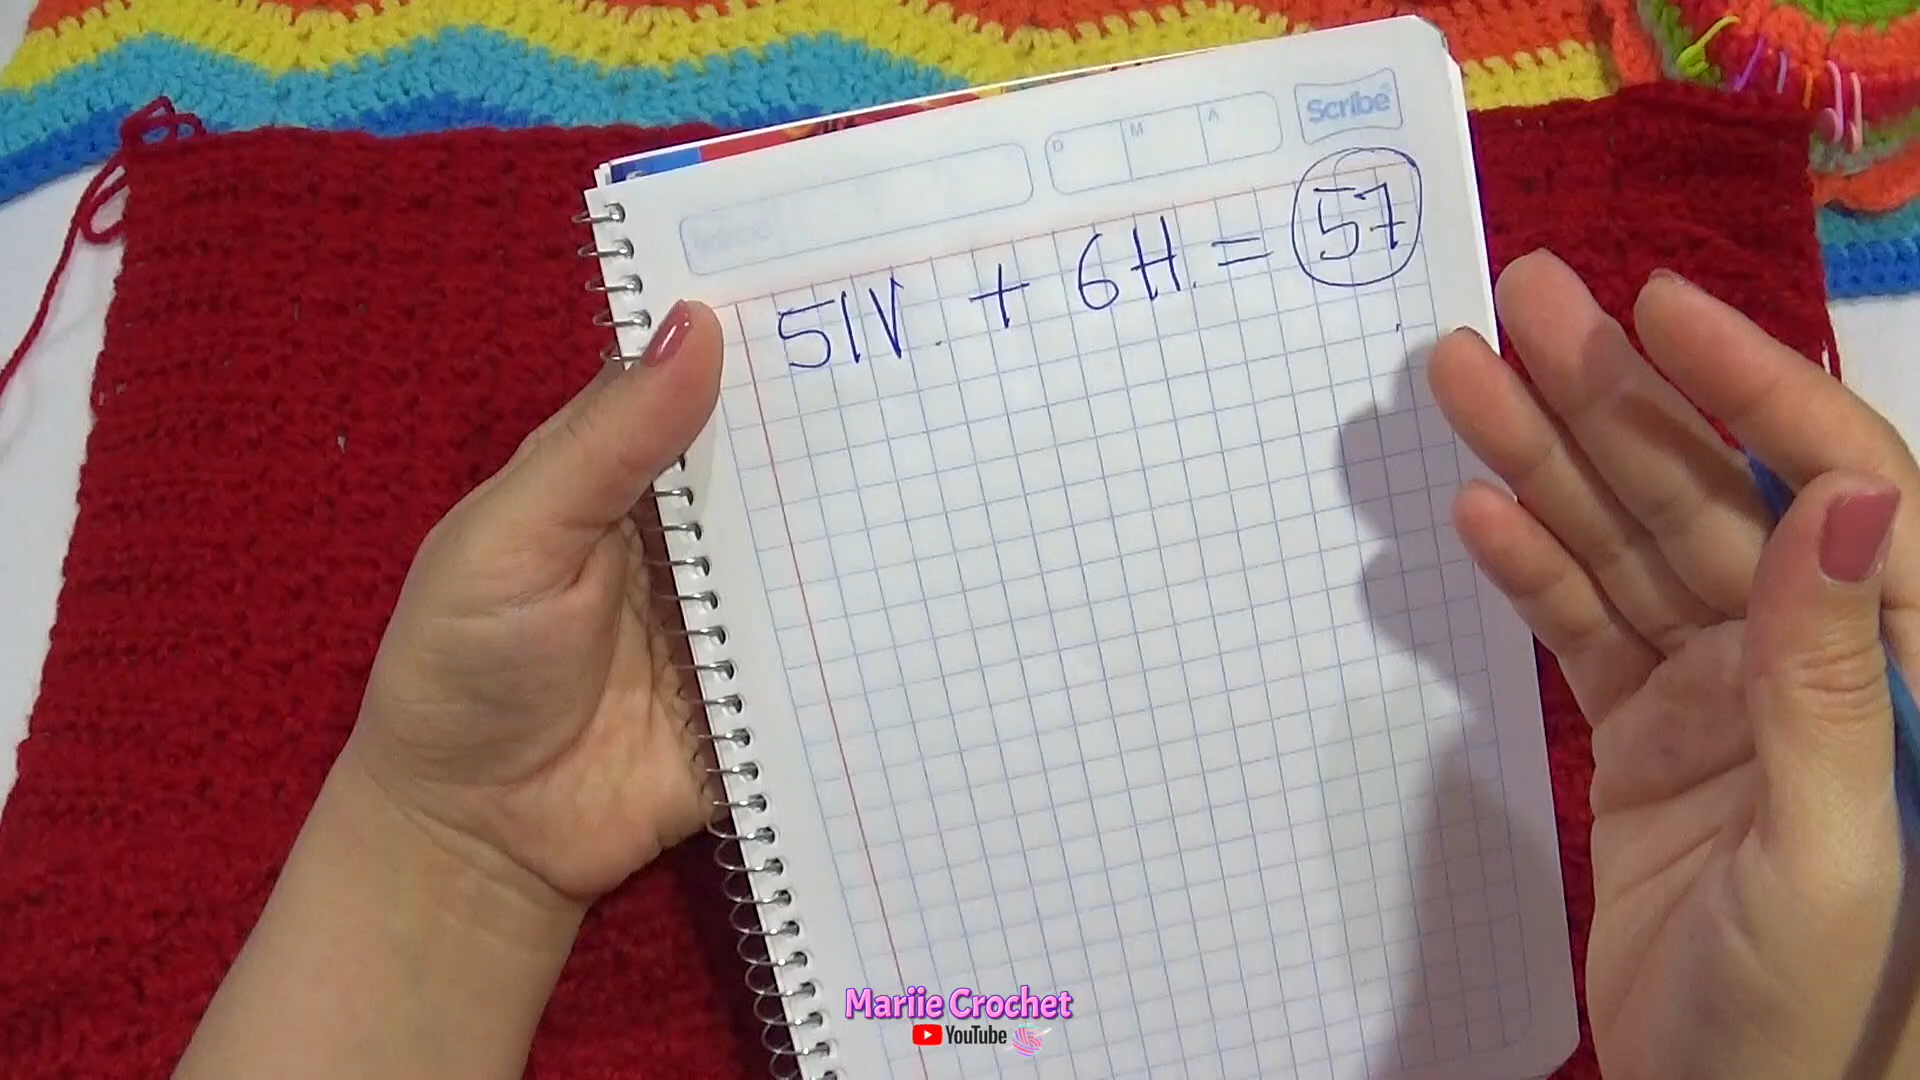 Scribe
D M A
51V. + 6H. = 57
Mariie Crochet
YouTube